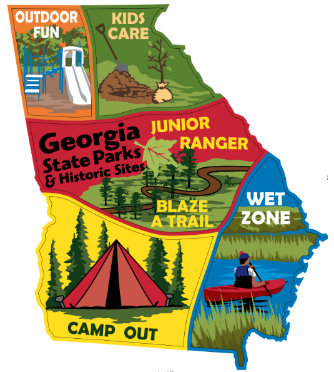 OUTDOOR
FUN
KIDS
CARE
Georgia
State Parks
& Historic Sites
JUNIOR
RANGER
BLAZE
A TRAIL
WET
ZONE
CAMP OUT